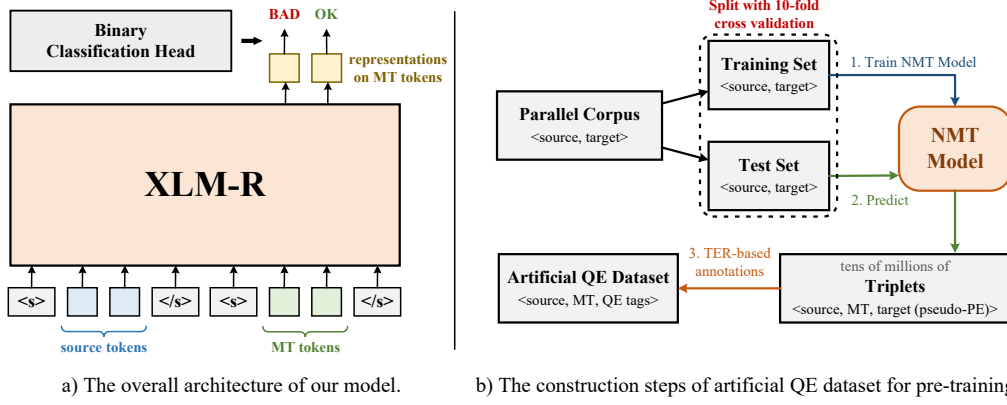 Binary
Classification Head
BAD
OK
representations
on MT tokens
XLM-R
<s>
</s>
<s>
</s>
source tokens
MT tokens
a) The overall architecture of our model.
Split with 10-fold
cross validation
Training Set
<source, target>
1. Train NMT Model
Parallel Corpus
<source, target>
NMT
Model
Test Set
<source, target>
2. Predict
3. TER-based
annotations
Artificial QE Dataset
<source, MT, QE tags>
tens of millions of
Triplets
<source, MT, target (pseudo-PE)>
b) The construction steps of artificial QE dataset for pre-training